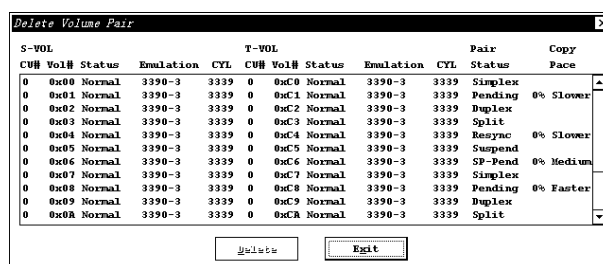 Delete Volume Pair
S-VOL T-VOL Pair Copy
CU# Vol# Status Emulation CYL CU# Vol# Status Emulation CYL Status Pace
0 0x00 Normal 3390-3 3339 0 0xC0 Normal 3390-3 3339 Simplex
0 0x01 Normal 3390-3 3339 0 0xC1 Normal 3390-3 3339 Pending 0% Slower
0 0x02 Normal 3390-3 3339 0 0xC2 Normal 3390-3 3339 Duplex
0 0x03 Normal 3390-3 3339 0 0xC3 Normal 3390-3 3339 Split
0 0x04 Normal 3390-3 3339 0 0xC4 Normal 3390-3 3339 Resync 0% Slower
0 0x05 Normal 3390-3 3339 0 0xC5 Normal 3390-3 3339 Suspend
0 0x06 Normal 3390-3 3339 0 0xC6 Normal 3390-3 3339 SP-Pend 0% Medium
0 0x07 Normal 3390-3 3339 0 0xC7 Normal 3390-3 3339 Simplex
0 0x08 Normal 3390-3 3339 0 0xC8 Normal 3390-3 3339 Pending 0% Faster
0 0x09 Normal 3390-3 3339 0 0xC9 Normal 3390-3 3339 Duplex
0 0x0A Normal 3390-3 3339 0 0xCA Normal 3390-3 3339 Split
Delete Exit